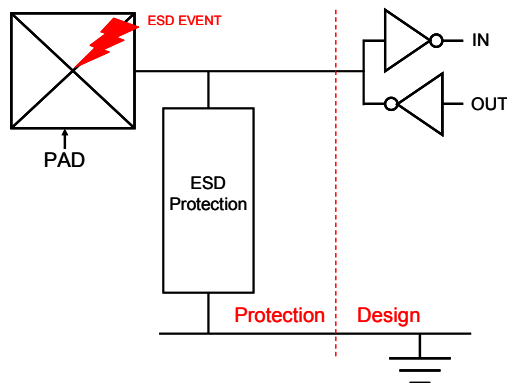 ESD EVENT
IN
OUT
PAD
ESD
Protection
Protection
Design